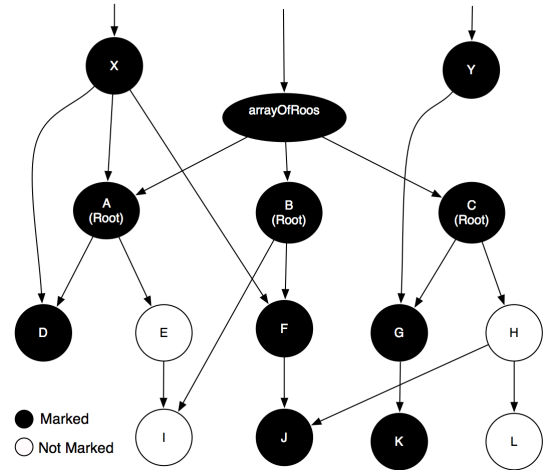 X
Y
arrayOfRoos
A
(Root)
B
(Root)
C
(Root)
D
E
F
G
H
I
J
K
L
Marked
Not Marked